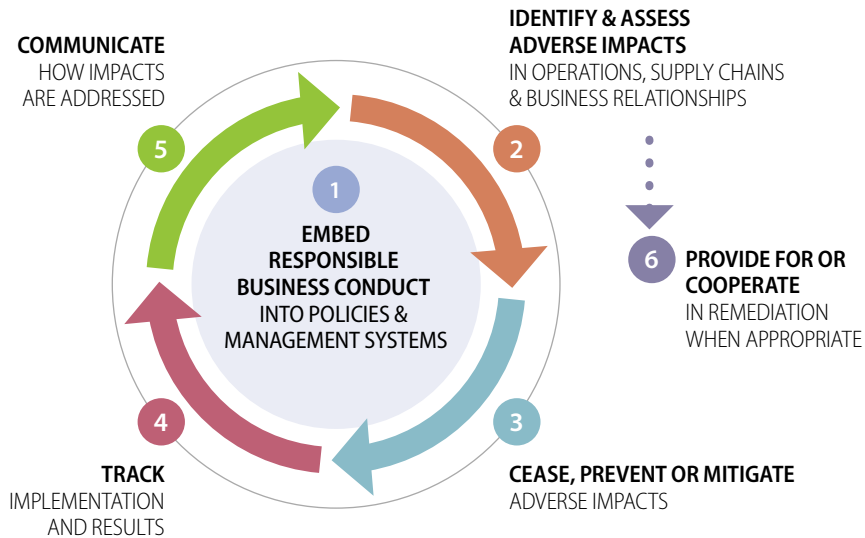 1
EMBED
RESPONSIBLE
BUSINESS CONDUCT
INTO POLICIES &
MANAGEMENT SYSTEMS
2
IDENTIFY & ASSESS
ADVERSE IMPACTS
IN OPERATIONS, SUPPLY CHAINS
& BUSINESS RELATIONSHIPS
3
CEASE, PREVENT OR MITIGATE
ADVERSE IMPACTS
4
TRACK
IMPLEMENTATION
AND RESULTS
5
COMMUNICATE
HOW IMPACTS
ARE ADDRESSED
6
PROVIDE FOR OR
COOPERATE
IN REMEDIATION
WHEN APPROPRIATE